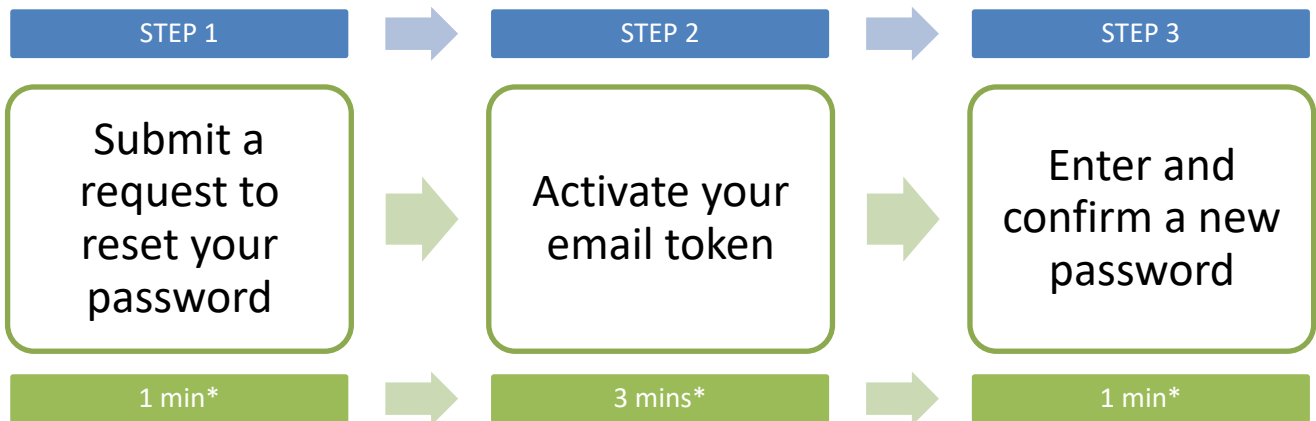 STEP 1
STEP 2
STEP 3
Submit a
request to
reset your
password
Activate your
email token
Enter and
confirm a new
password
1 min*
3 mins*
1 min*